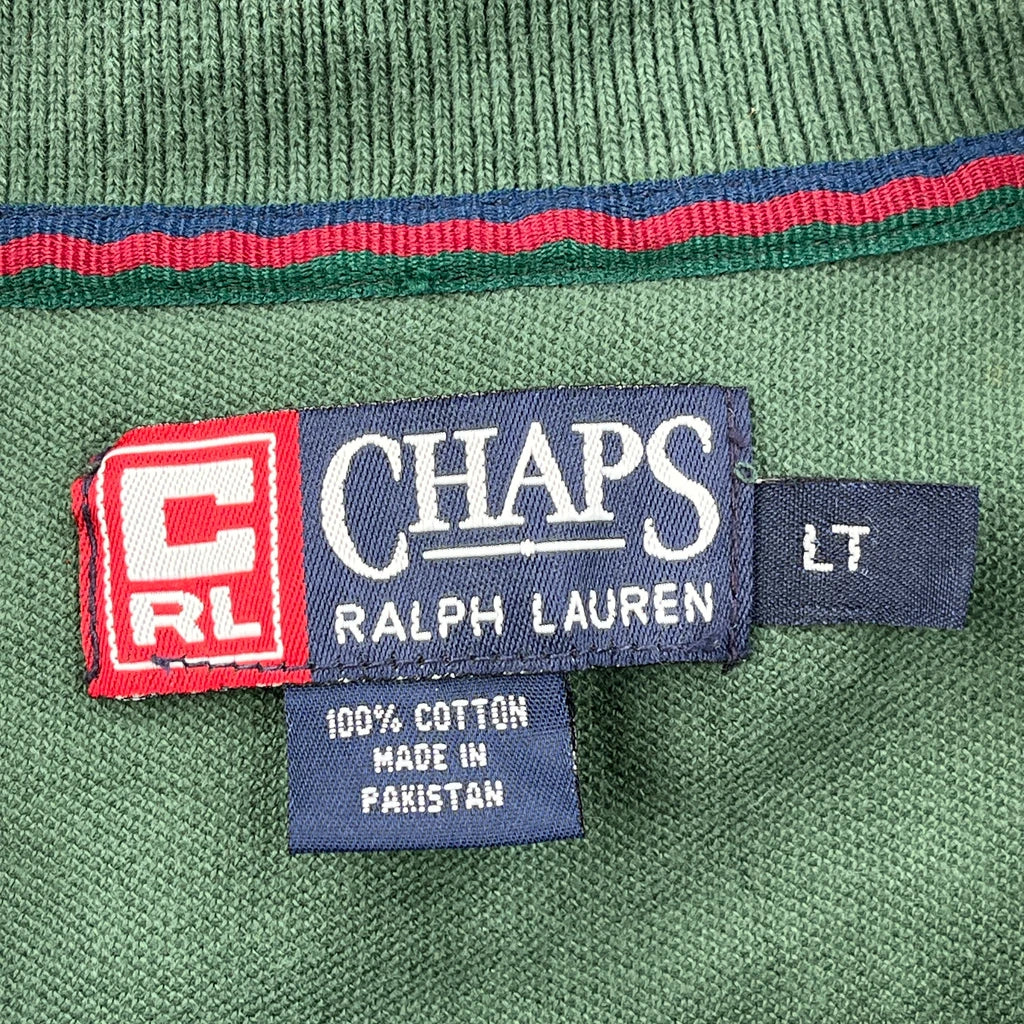 C
RL
CHAPS
RALPH LAUREN
LT
100% COTTON
MADE IN
PAKISTAN